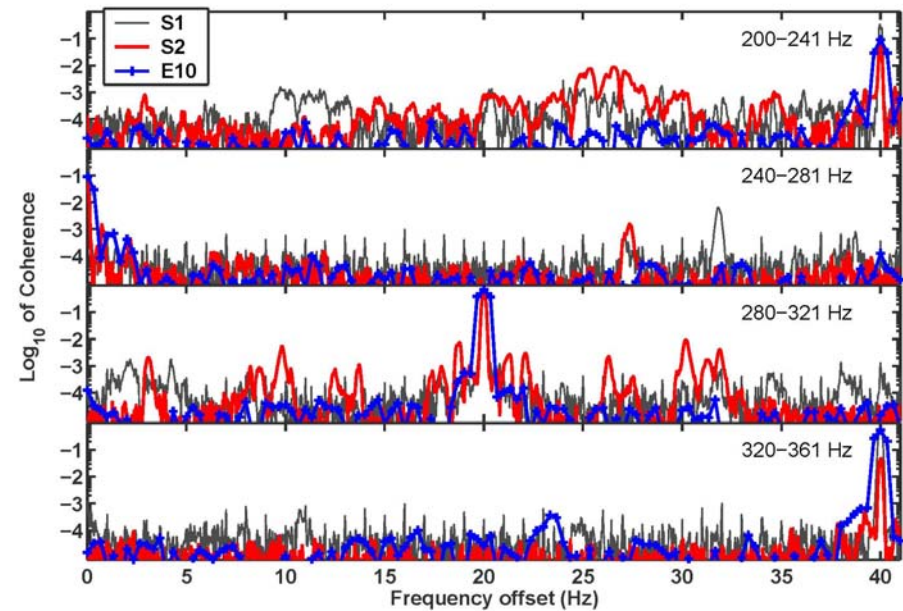 S1
S2
E10
200–241 Hz
−1
−2
−3
−4
240–281 Hz
−1
−2
−3
−4
280–321 Hz
−1
−2
−3
−4
320–361 Hz
−1
−2
−3
−4
Log10 of Coherence
0 5 10 15 20 25 30 35 40
Frequency offset (Hz)